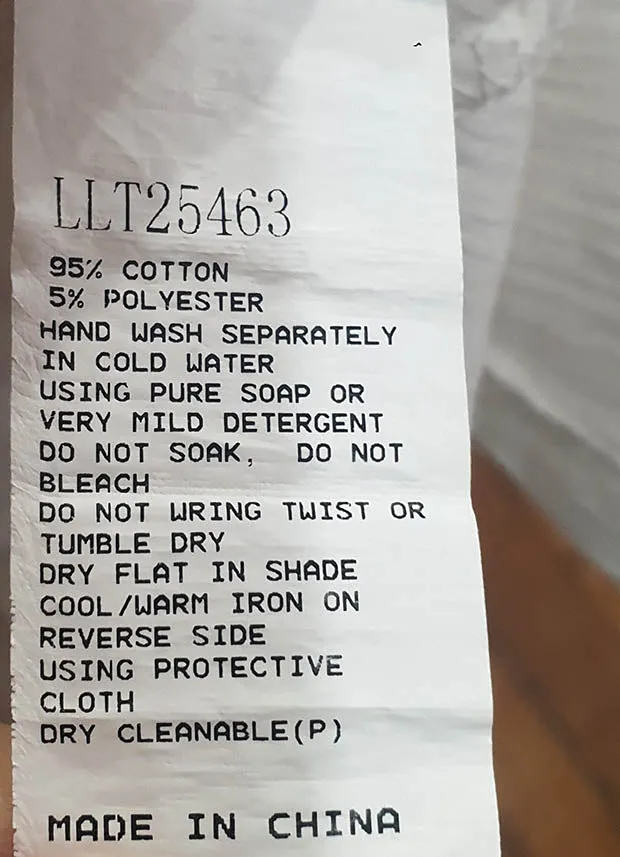 LLT25463
95% COTTON
5% POLYESTER
HAND WASH SEPARATELY
IN COLD WATER
USING PURE SOAP OR
VERY MILD DETERGENT
DO NOT SOAK, DO NOT
BLEACH
DO NOT WRING TWIST OR
TUMBLE DRY
DRY FLAT IN SHADE
COOL/WARM IRON ON
REVERSE SIDE
USING PROTECTIVE
CLOTH
DRY CLEANABLE(P)
MADE IN CHINA